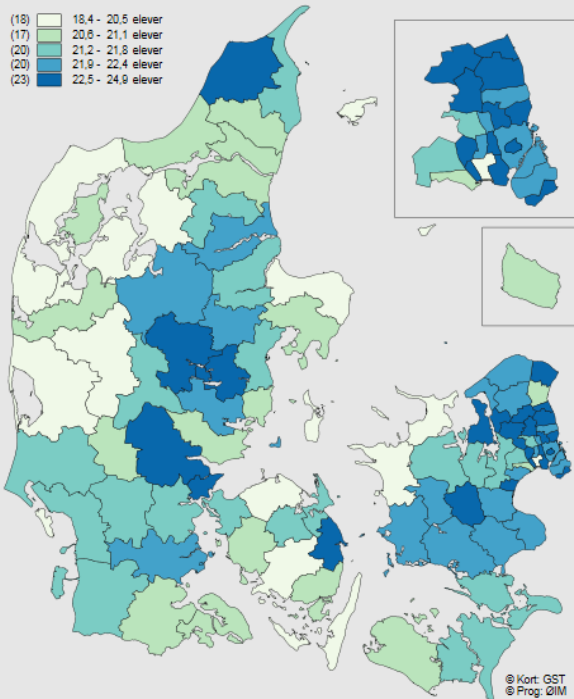 (18) 18,4 - 20,5 elever
(17) 20,6 - 21,1 elever
(20) 21,2 - 21,8 elever
(20) 21,9 - 22,4 elever
(23) 22,5 - 24,9 elever
© Kort: GST
© Prog: ØIM